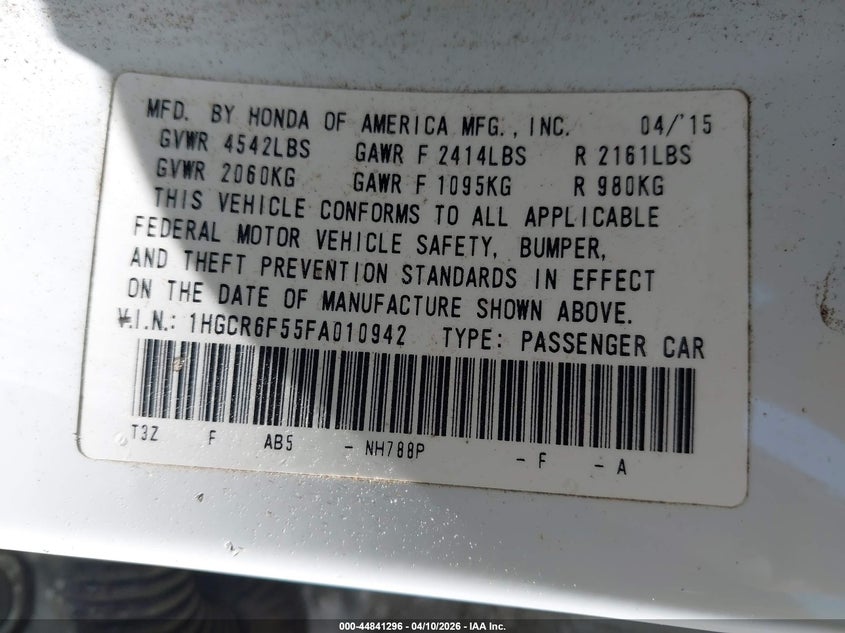 MFD. BY HONDA OF AMERICA MFG., INC. 04/'15
GVWR 4542LBS GAWR F 2414LBS R 2161LBS
GVWR 2060KG GAWR F 1095KG R 980KG
THIS VEHICLE CONFORMS TO ALL APPLICABLE
FEDERAL MOTOR VEHICLE SAFETY, BUMPER,
AND THEFT PREVENTION STANDARDS IN EFFECT
ON THE DATE OF MANUFACTURE SHOWN ABOVE.
V.I.N.: 1HGCR6F55FA010942 TYPE: PASSENGER CAR
T3Z F AB5 - NH788P - F - A
000-44841296 - 04/10/2026 - IAA Inc.